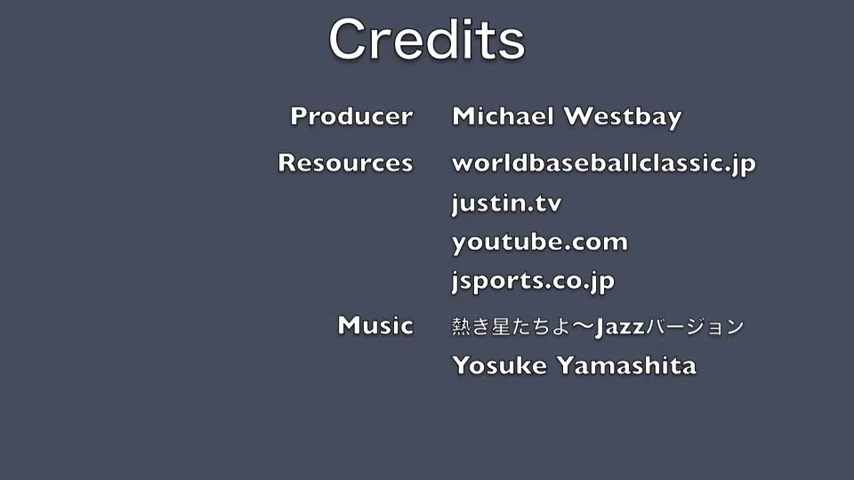 Credits
Producer Michael Westbay
Resources worldbaseballclassic.jp
justin.tv
youtube.com
jsports.co.jp
Music 熱き星たちよ〜Jazzバージョン
Yosuke Yamashita